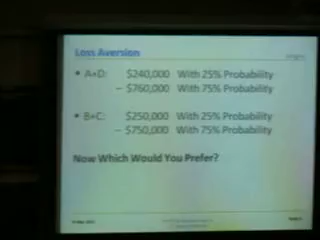 Loss Aversion
• A+D: $240,000 With 25% Probability
– $760,000 With 75% Probability
• B+C: $250,000 With 25% Probability
– $750,000 With 75% Probability
Now Which Would You Prefer?